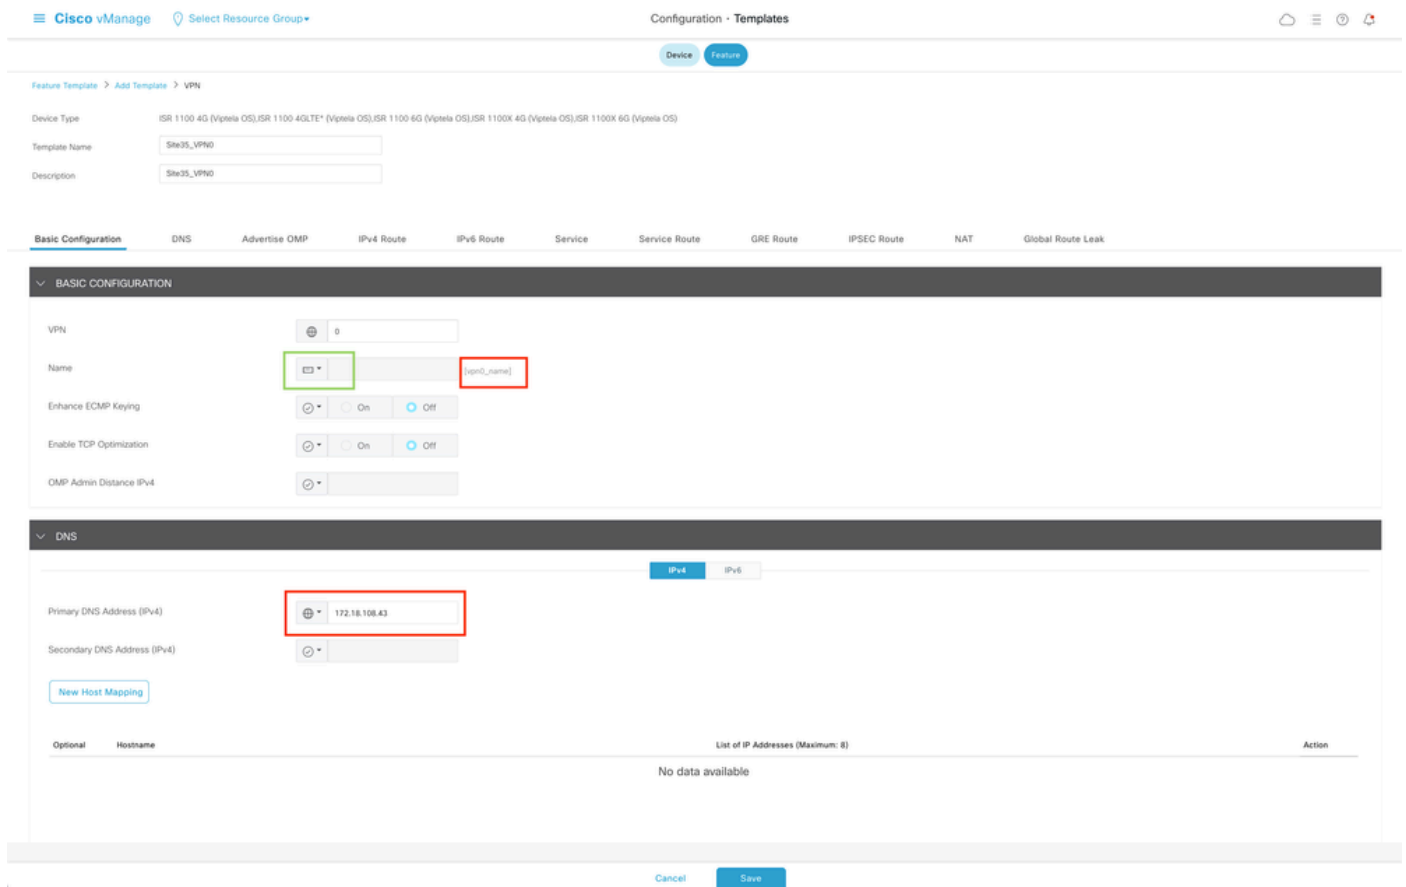 Cisco vManage Select Resource Group Configuration · Templates
Device Feature
Feature Template > Add Template > VPN
Device Type ISR 1100 4G (Viptela OS),ISR 1100 4GLTE* (Viptela OS),ISR 1100 6G (Viptela OS),ISR 1100X 4G (Viptela OS),ISR 1100X 6G (Viptela OS)
Template Name Site35_VPN0
Description Site35_VPN0
Basic Configuration DNS Advertise OMP IPv4 Route IPv6 Route Service Service Route GRE Route IPSEC Route NAT Global Route Leak
BASIC CONFIGURATION
VPN 0
Name [vpn0_name]
Enhance ECMP Keying On Off
Enable TCP Optimization On Off
OMP Admin Distance IPv4
DNS
IPv4 IPv6
Primary DNS Address (IPv4) 172.18.108.43
Secondary DNS Address (IPv4)
New Host Mapping
Optional Hostname List of IP Addresses (Maximum: 8) Action
No data available
Cancel Save